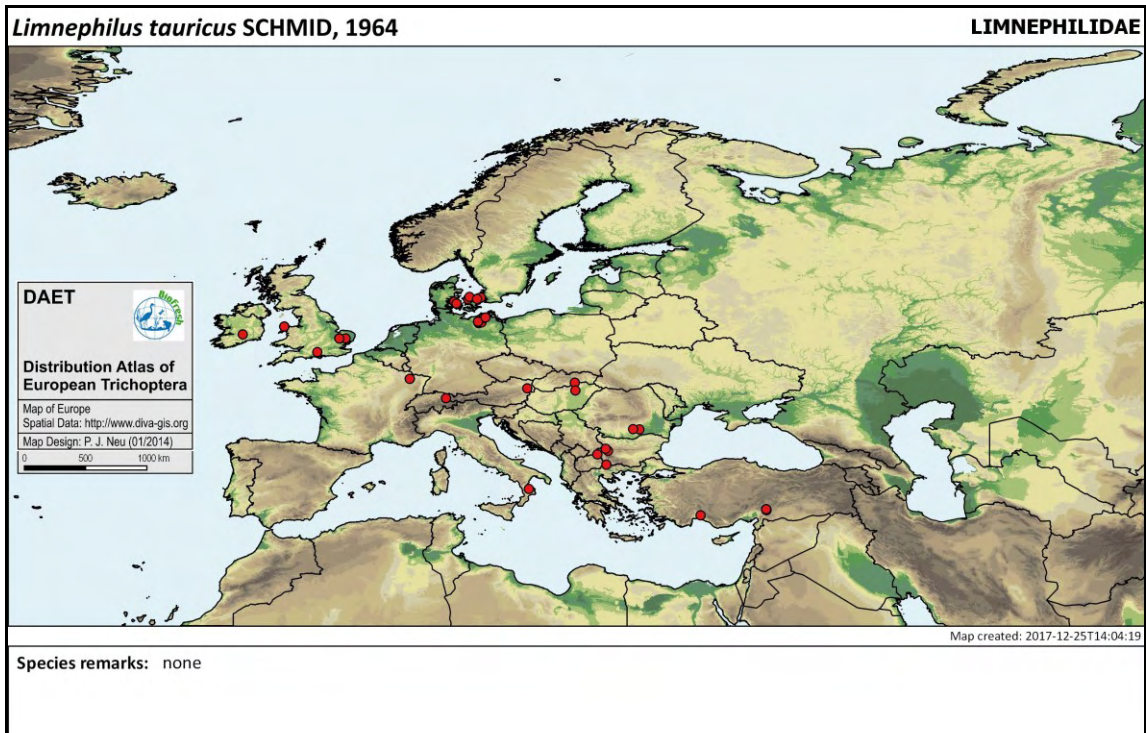 Limnephilus tauricus SCHMID, 1964
LIMNEPHILIDAE
DAET
BioFresh
Distribution Atlas of
European Trichoptera
Map of Europe
Spatial Data: http://www.diva-gis.org
Map Design: P. J. Neu (01/2014)
0 500 1000 km
Map created: 2017-12-25T14:04:19
Species remarks: none